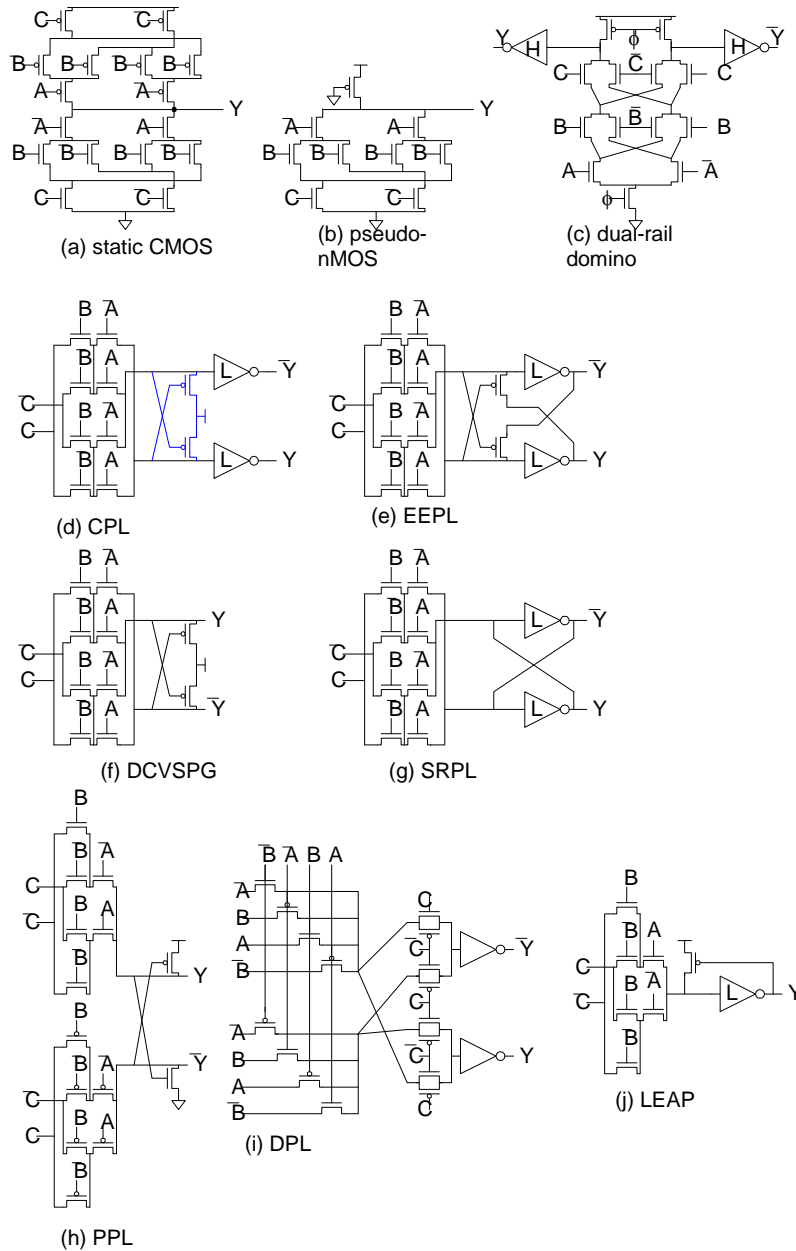 C C̅ Y ϕ Y̅
H H
B̅ B B̅ B C C̅ C
A A̅
Y Y
A̅ A A̅ A B B̅ B
B B̅ B B̅ B B̅ B B̅
A A̅
C C̅ C C̅ ϕ
(a) static CMOS
(b) pseudo-
nMOS
(c) dual-rail
domino
B A̅
B̅ A
L Y̅
C̅
C
B A̅
B̅ A
L Y
(d) CPL
B A̅
B̅ A
L Y̅
C̅
C
B A̅
B̅ A
L Y
(e) EEPL
B A̅
B̅ A
Y
C̅
C
B A̅
B̅ A
Y̅
(f) DCVSPG
B A̅
B̅ A
L Y̅
C̅
C
B A̅
B̅ A
L Y
(g) SRPL
B
B̅ A̅
C
C̅
B A
B̅
Y
B
Y̅
B̅ A̅
C̅
C
B A
B̅
(h) PPL
B̅ A̅ B A
A̅
B
A
B̅
C
C̅
Y̅
C
A̅
B
A
B̅
C̅
Y
C
(i) DPL
B
B̅ A
C
C̅
B A̅
L Y
B̅
(j) LEAP